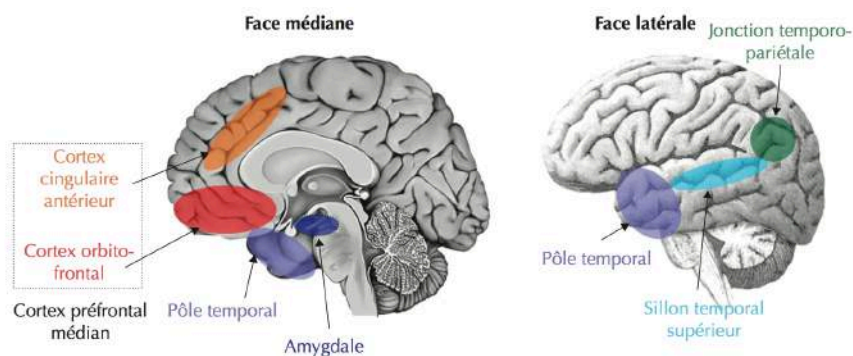 Face médiane
Face latérale
Jonction temporo-
pariétale
Cortex
cingulaire
antérieur
Cortex orbito-
frontal
Cortex préfrontal
médian
Pôle temporal
Amygdale
Pôle temporal
Sillon temporal
supérieur